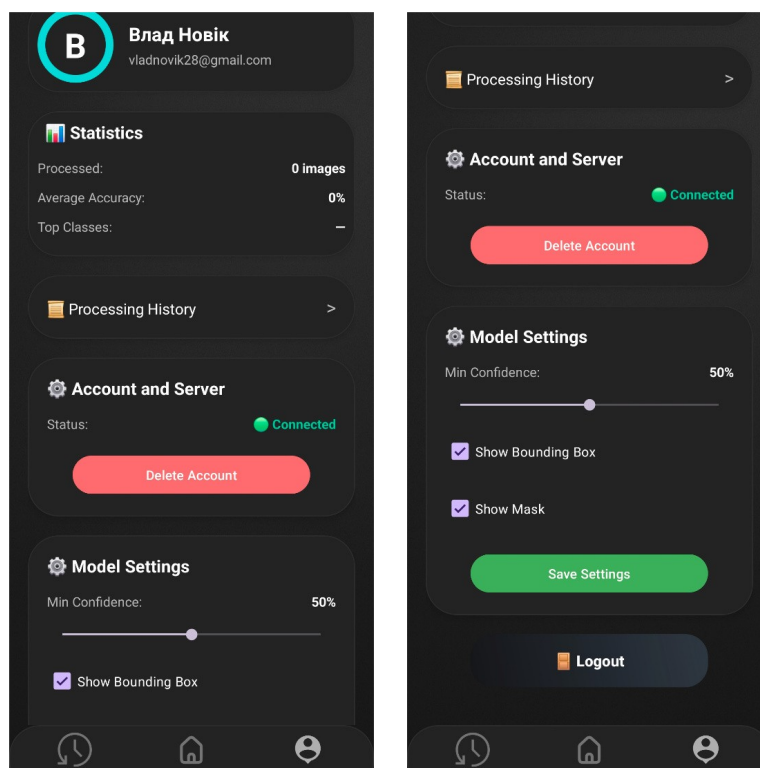 В
Влад Новік
vladnovik28@gmail.com
Statistics
Processed: 0 images
Average Accuracy: 0%
Top Classes: —
Processing History >
Account and Server
Status: Connected
Delete Account
Model Settings
Min Confidence: 50%
Show Bounding Box
Processing History >
Account and Server
Status: Connected
Delete Account
Model Settings
Min Confidence: 50%
Show Bounding Box
Show Mask
Save Settings
Logout